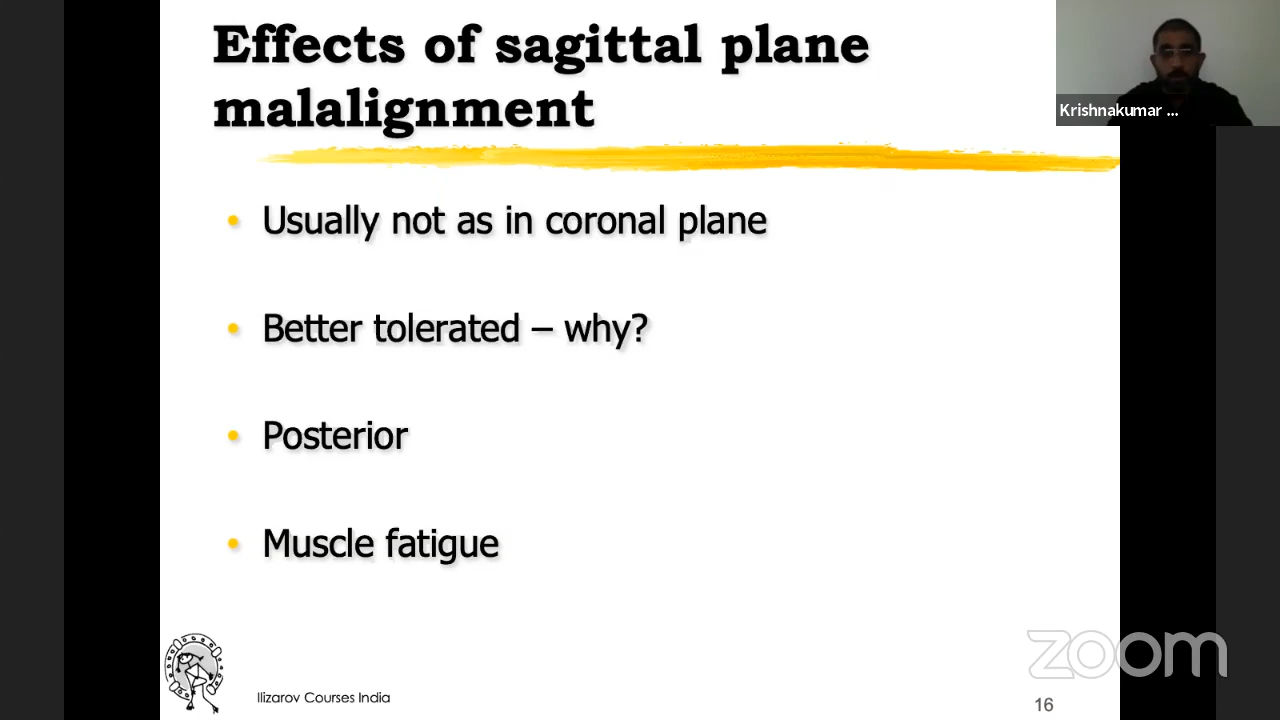 Effects of sagittal plane
malalignment
Krishnakumar ...
• Usually not as in coronal plane
• Better tolerated – why?
• Posterior
• Muscle fatigue
Ilizarov Courses India
zoom
16